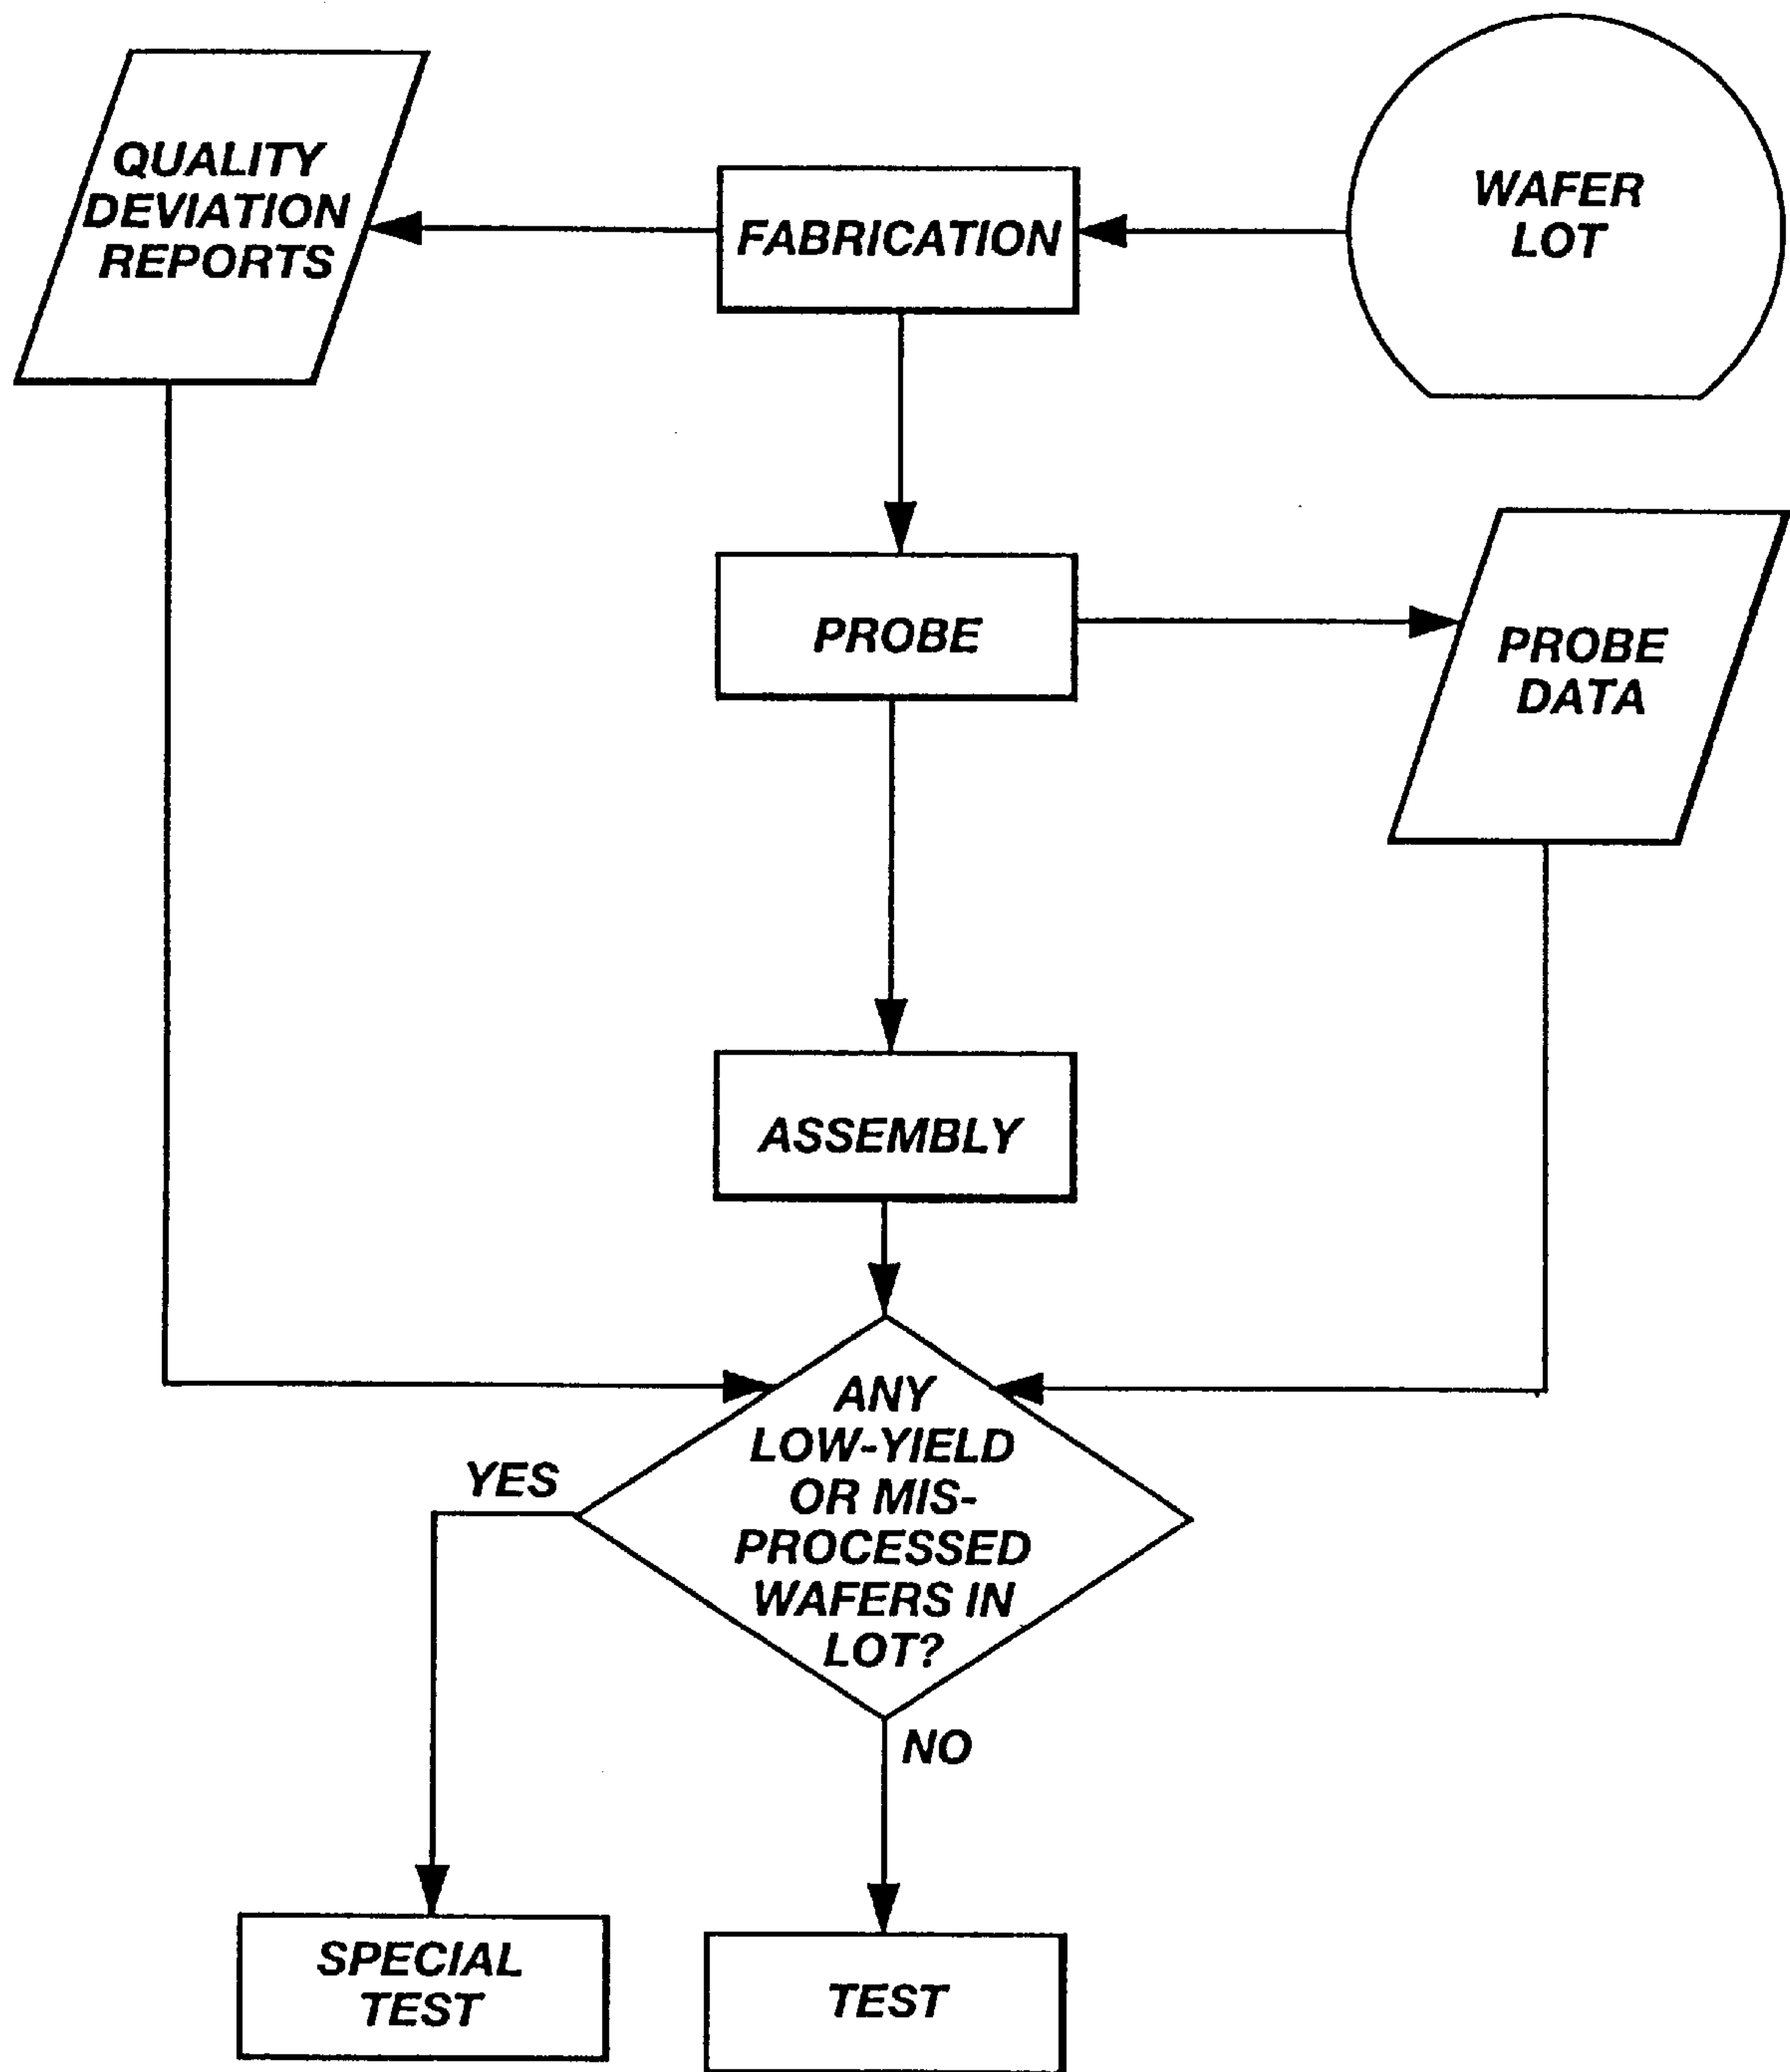 QUALITY
DEVIATION
REPORTS
FABRICATION
WAFER
LOT
PROBE
PROBE
DATA
ASSEMBLY
ANY
LOW-YIELD
OR MIS-
PROCESSED
WAFERS IN
LOT?
YES
NO
SPECIAL
TEST
TEST